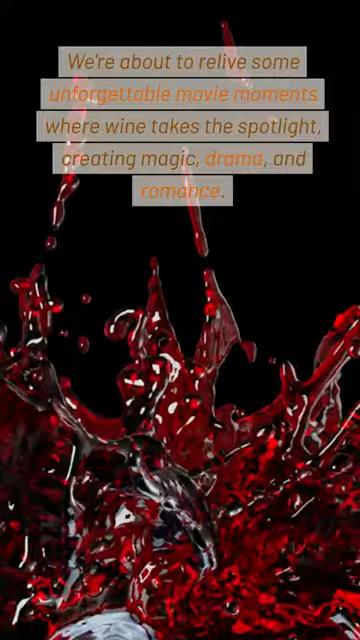 We're about to relive some
unforgettable movie moments
where wine takes the spotlight,
creating magic, drama, and
romance.